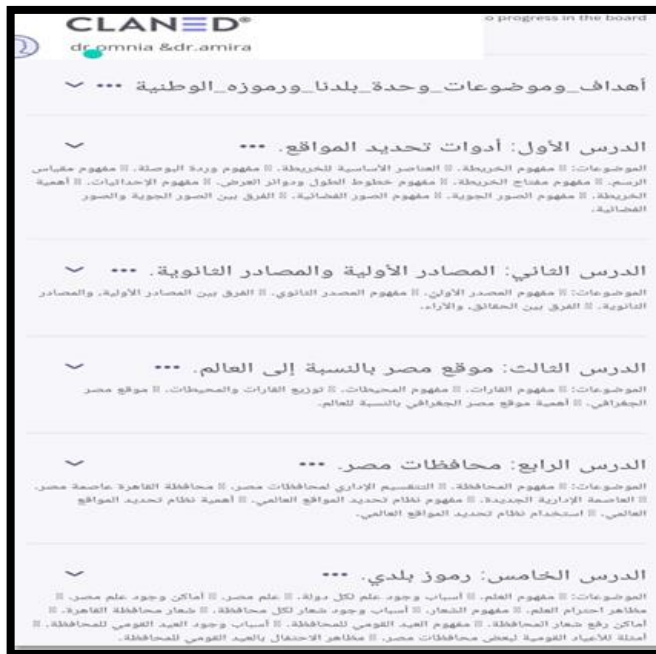 CLANED®
o progress in the board
dr.omnia &dr.amira
أهداف_وموضوعات_وحدة_بلدنا_ورموزه_الوطنية
الدرس الأول: أدوات تحديد المواقع.
الموضوعات: مفهوم الخريطة. العناصر الأساسية للخريطة. مفهوم وردة البوصلة. مفهوم مقياس
الرسم. مفهوم مفتاح الخريطة. مفهوم خطوط الطول ودوائر العرض. مفهوم الإحداثيات. أهمية
الخريطة. مفهوم الصور الجوية. مفهوم الصور الفضائية. الفرق بين الصور الجوية والصور
الفضائية.
الدرس الثاني: المصادر الأولية والمصادر الثانوية.
الموضوعات: مفهوم المصدر الأولي. مفهوم المصدر الثانوي. الفرق بين المصادر الأولية، والمصادر
الثانوية. الفرق بين الحقائق، والآراء.
الدرس الثالث: موقع مصر بالنسبة إلى العالم.
الموضوعات: مفهوم القارات. مفهوم المحيطات. توزيع القارات والمحيطات. موقع مصر
الجغرافي. أهمية موقع مصر الجغرافي بالنسبة للعالم.
الدرس الرابع: محافظات مصر.
الموضوعات: مفهوم المحافظة. التقسيم الإداري لمحافظات مصر. محافظة القاهرة عاصمة مصر.
العاصمة الإدارية الجديدة. مفهوم نظام تحديد المواقع العالمي. أهمية نظام تحديد المواقع
العالمي. استخدام نظام تحديد المواقع العالمي.
الدرس الخامس: رموز بلدي.
الموضوعات: مفهوم العلم. أسباب وجود علم لكل دولة. علم مصر. أماكن وجود علم مصر.
مظاهر احترام العلم. مفهوم الشعار. أسباب وجود شعار لكل محافظة. شعار محافظة القاهرة.
أماكن رفع شعار المحافظة. مفهوم العيد القومي للمحافظة. أسباب وجود العيد القومي للمحافظة.
أمثلة للأعياد القومية لبعض محافظات مصر. مظاهر الاحتفال بالعيد القومي للمحافظة.